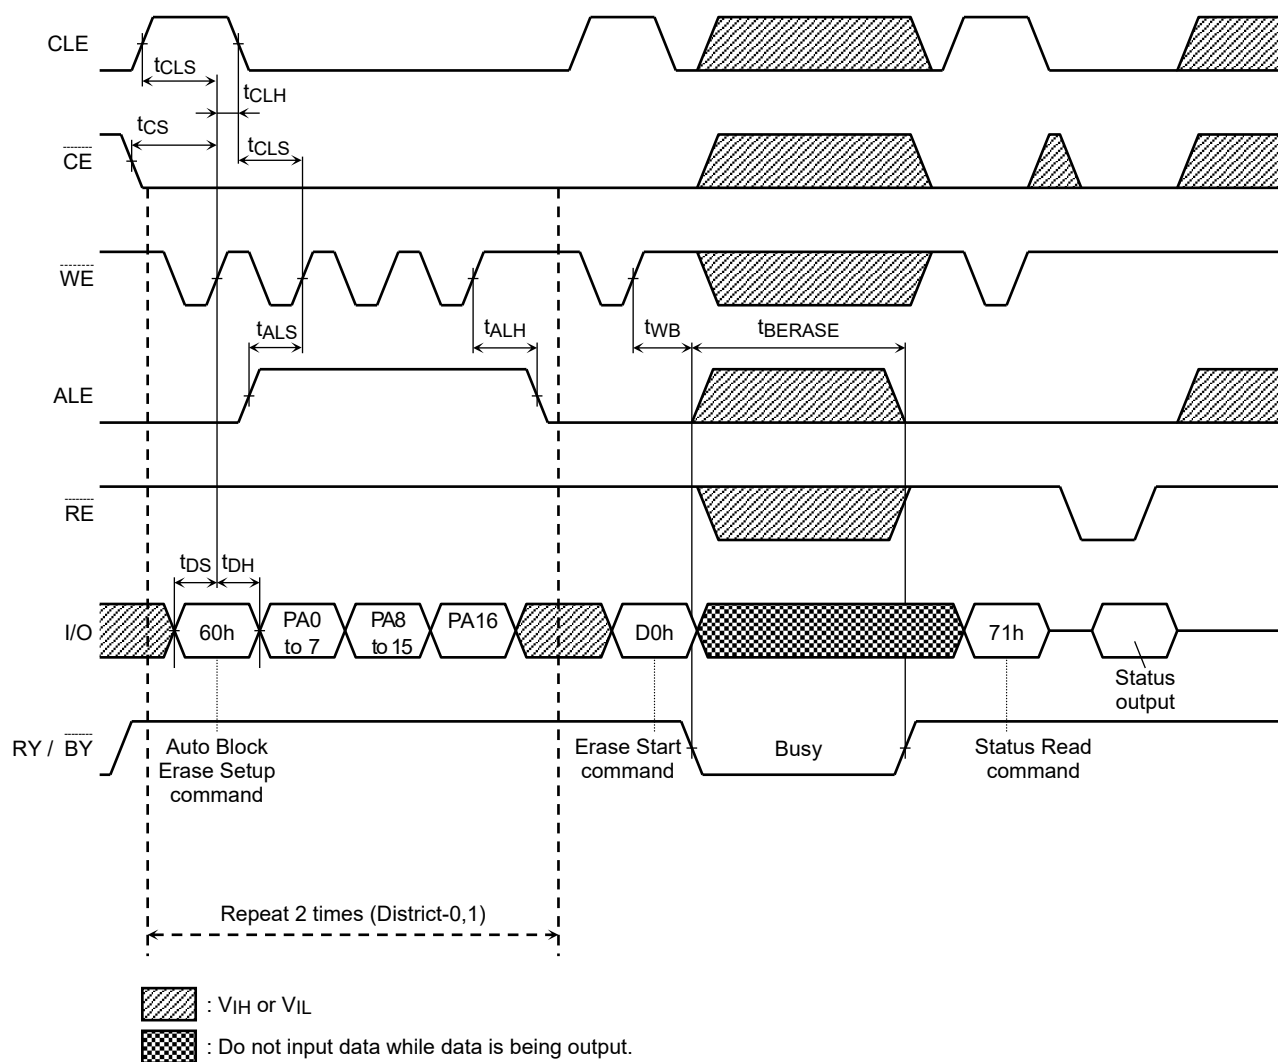 CLE
tCLS
tCLH
tCS
CE
tCLS
WE
tALS
tALH
tWB
tBERASE
ALE
RE
tDS
tDH
I/O
60h
PA0
to 7
PA8
to 15
PA16
D0h
71h
Status
output
RY / BY
Auto Block
Erase Setup
command
Erase Start
command
Busy
Status Read
command
Repeat 2 times (District-0,1)
: VIH or VIL
: Do not input data while data is being output.